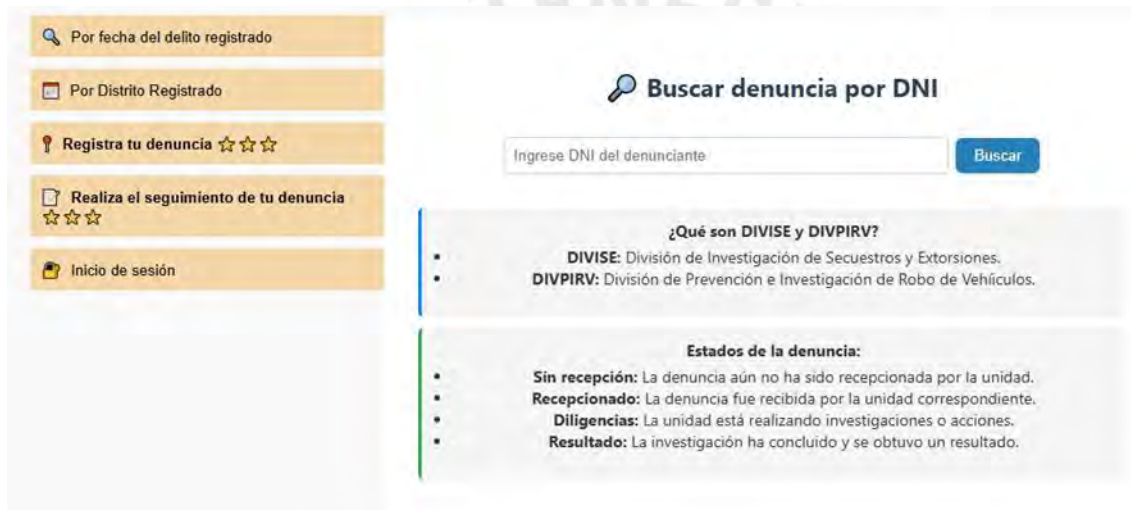 Por fecha del delito registrado
Por Distrito Registrado
Registra tu denuncia
Realiza el seguimiento de tu denuncia
Inicio de sesión
Buscar denuncia por DNI
Ingrese DNI del denunciante
Buscar
¿Qué son DIVISE y DIVPIRV?
• DIVISE: División de Investigación de Secuestros y Extorsiones.
• DIVPIRV: División de Prevención e Investigación de Robo de Vehíiculos.
Estados de la denuncia:
• Sin recepción: La denuncia aún no ha sido recepcionada por la unidad.
• Recepcionado: La denuncia fue recibida por la unidad correspondiente.
• Diligencias: La unidad está realizando investigaciones o acciones.
• Resultado: La investigación ha concluido y se obtuvo un resultado.